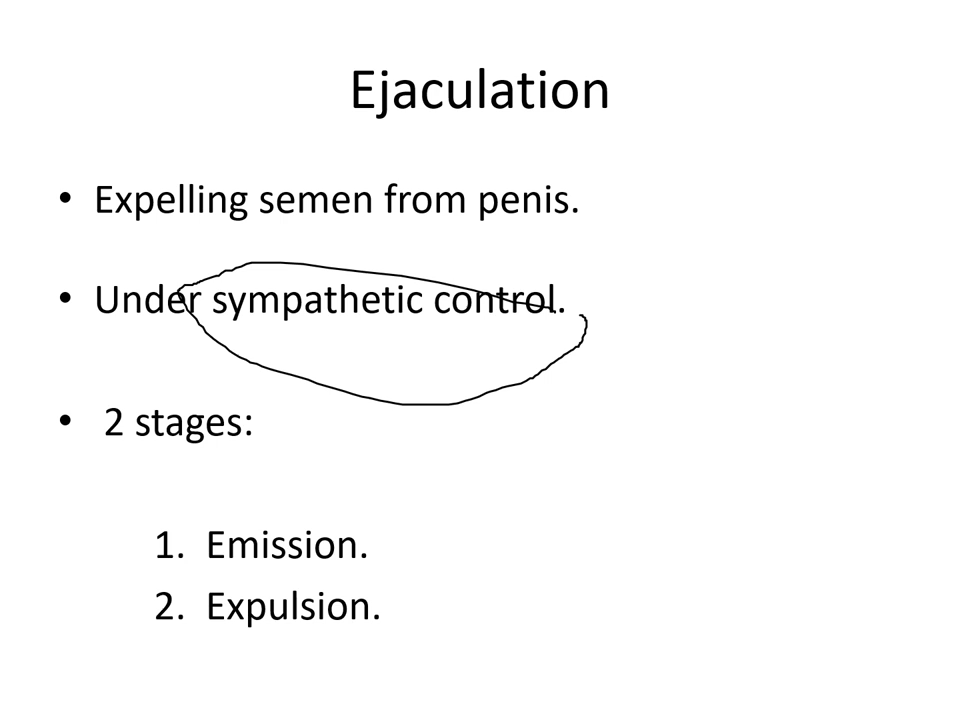 Ejaculation
• Expelling semen from penis.
• Under sympathetic control.
• 2 stages:
1. Emission.
2. Expulsion.